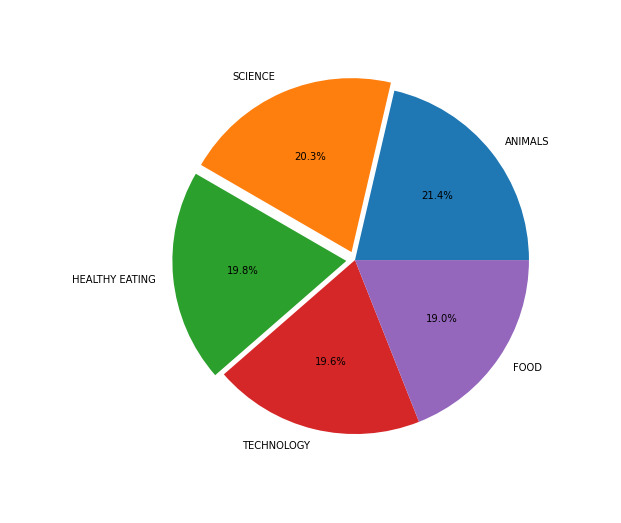 SCIENCE
ANIMALS
20.3%
21.4%
19.8%
HEALTHY EATING
19.0%
19.6%
FOOD
TECHNOLOGY